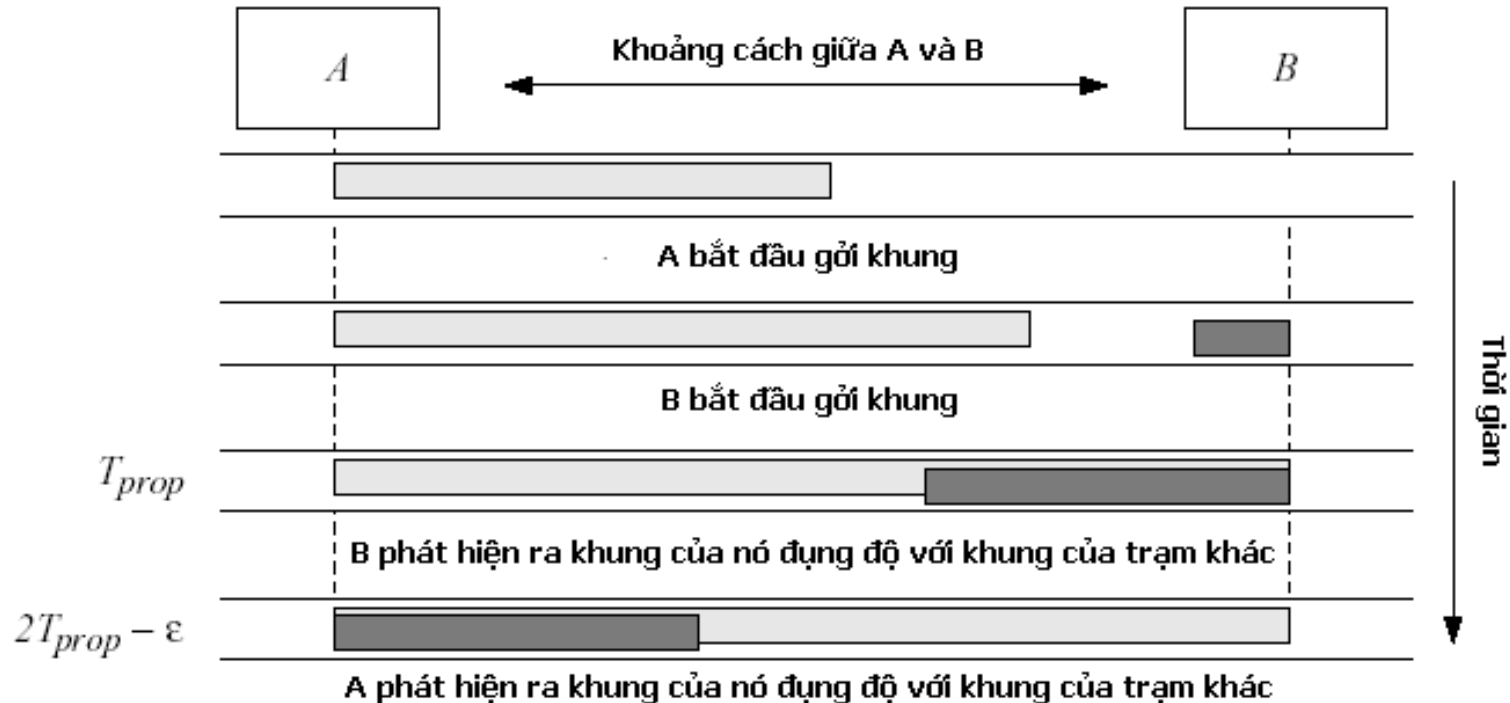 A
Khoảng cách giữa A và B
B
A bắt đầu gởi khung
B bắt đầu gởi khung
T_prop
B phát hiện ra khung của nó đụng độ với khung của trạm khác
2T_prop – ε
A phát hiện ra khung của nó đụng độ với khung của trạm khác
Thời gian